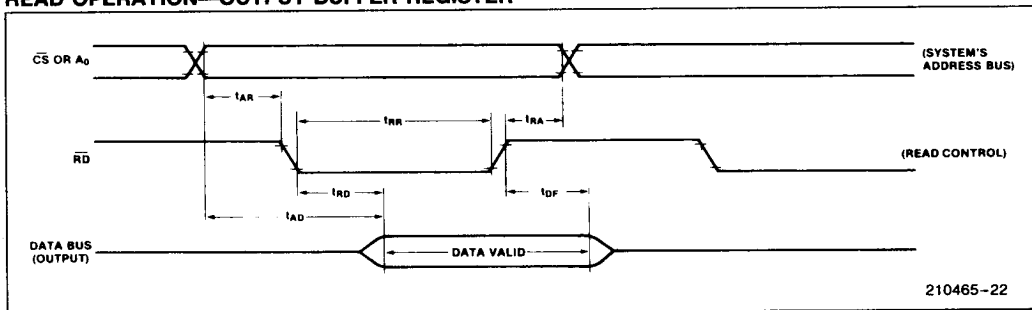 READ OPERATION—OUTPUT BUFFER REGISTER
CS OR A0
(SYSTEM'S
ADDRESS BUS)
tAR
tRR
tRA
RD
(READ CONTROL)
tRD
tDF
tAD
DATA BUS
(OUTPUT)
DATA VALID
210465-22